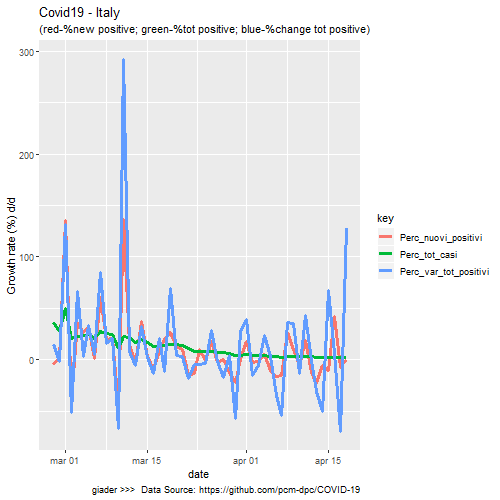 Covid19 - Italy
(red-%new positive; green-%tot positive; blue-%change tot positive)
Growth rate (%) d/d
300
200
100
0
mar 01
mar 15
apr 01
apr 15
date
key
Perc_nuovi_positivi
Perc_tot_casi
Perc_var_tot_positivi
giader >>> Data Source: https://github.com/pcm-dpc/COVID-19